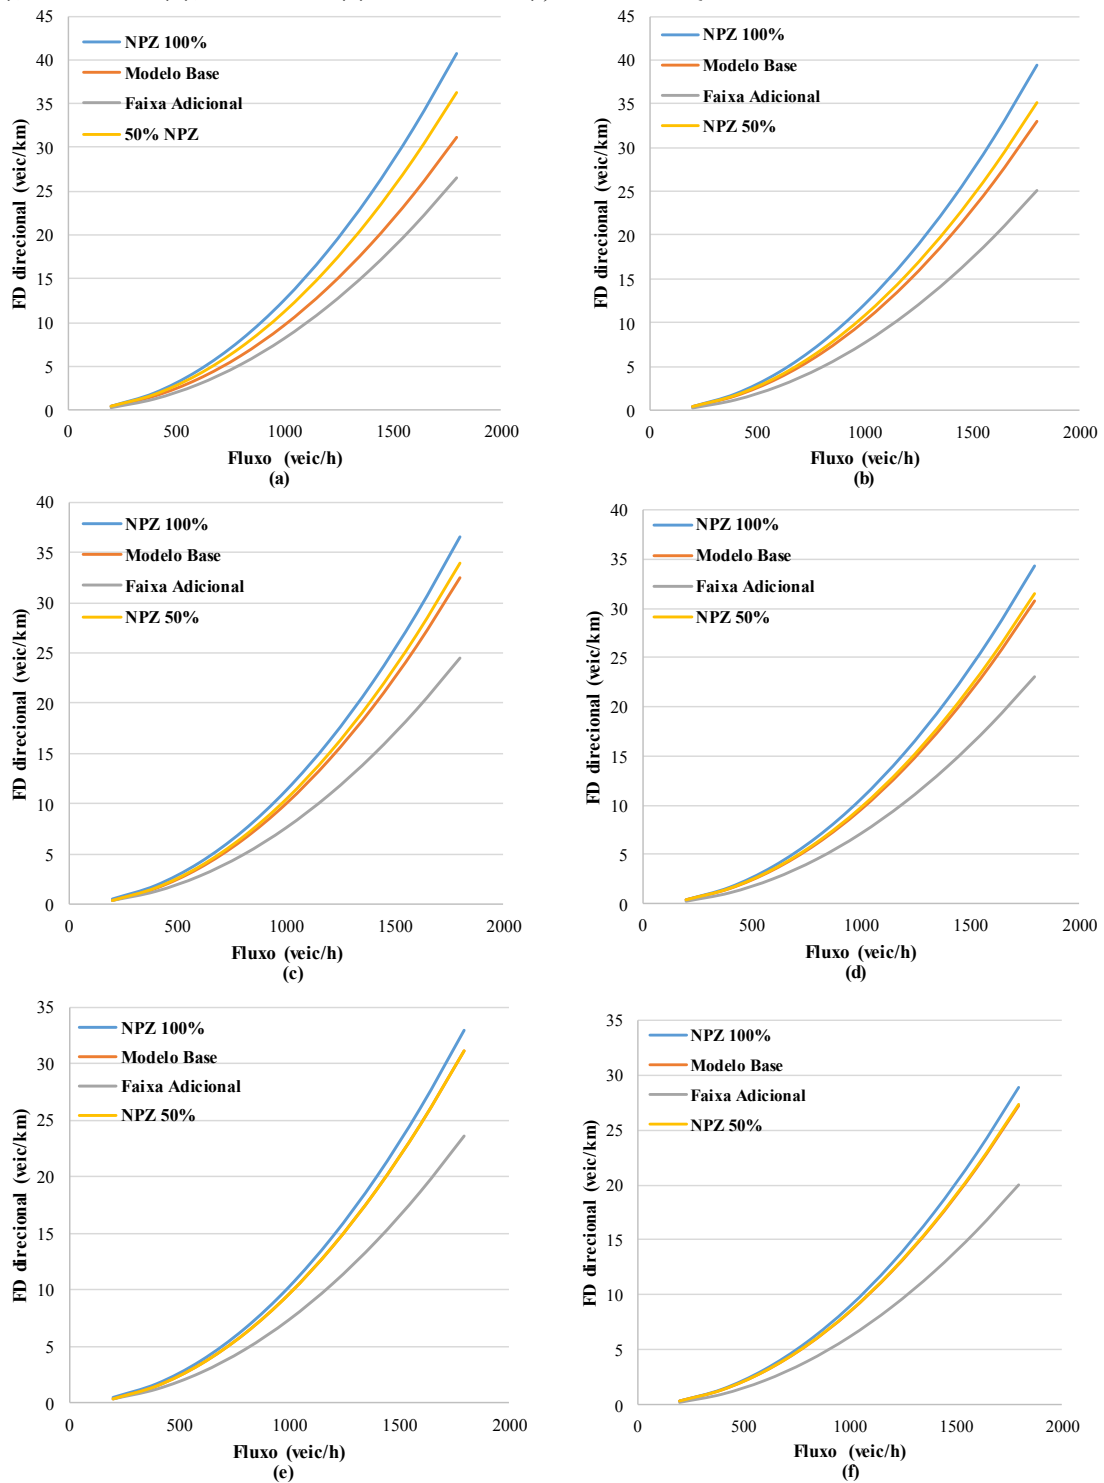 45
40
35
30
25
20
15
10
5
0
FD direcional (veic/km)
NPZ 100%
Modelo Base
Faixa Adicional
50% NPZ
0 500 1000 1500 2000
Fluxo (veic/h)
(a)
45
40
35
30
25
20
15
10
5
0
FD direcional (veic/km)
NPZ 100%
Modelo Base
Faixa Adicional
NPZ 50%
0 500 1000 1500 2000
Fluxo (veic/h)
(b)
40
35
30
25
20
15
10
5
0
FD direcional (veic/km)
NPZ 100%
Modelo Base
Faixa Adicional
NPZ 50%
0 500 1000 1500 2000
Fluxo (veic/h)
(c)
40
35
30
25
20
15
10
5
0
FD direcional (veic/km)
NPZ 100%
Modelo Base
Faixa Adicional
NPZ 50%
0 500 1000 1500 2000
Fluxo (veic/h)
(d)
35
30
25
20
15
10
5
0
FD direcional (veic/km)
NPZ 100%
Modelo Base
Faixa Adicional
NPZ 50%
0 500 1000 1500 2000
Fluxo (veic/h)
(e)
35
30
25
20
15
10
5
0
FD direcional (veic/km)
NPZ 100%
Modelo Base
Faixa Adicional
NPZ 50%
0 500 1000 1500 2000
Fluxo (veic/h)
(f)